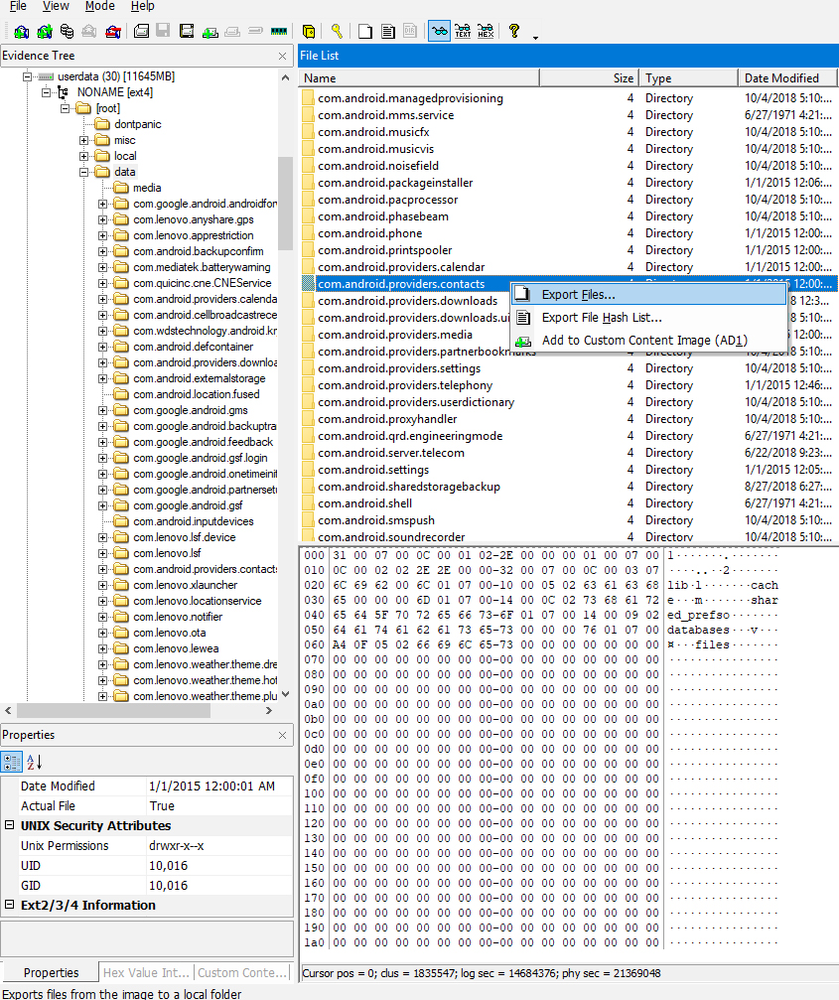 File View Mode Help
Evidence Tree
userdata (30) [11645MB]
NONAME [ext4]
[root]
dontpanic
misc
local
data
media
com.google.android.androidforw
com.lenovo.anyshare.gps
com.lenovo.apprestriction
com.android.backupconfirm
com.mediatek.batterywarning
com.quicinc.cne.CNEService
com.android.providers.calenda
com.android.cellbroadcastrece
com.wdstechnology.android.kr
com.android.defcontainer
com.android.providers.downloa
com.android.externalstorage
com.android.location.fused
com.google.android.gms
com.google.android.backuptra
com.google.android.feedback
com.google.android.gsf.login
com.google.android.onetimeinit
com.google.android.partnersetu
com.google.android.gsf
com.android.inputdevices
com.lenovo.lsf.device
com.lenovo.lsf
com.android.providers.contacts
com.lenovo.xlauncher
com.lenovo.locationservice
com.lenovo.notifier
com.lenovo.ota
com.lenovo.lewea
com.lenovo.weather.theme.dre
com.lenovo.weather.theme.hot
com.lenovo.weather.theme.plu
Properties
Date Modified 1/1/2015 12:00:01 AM
Actual File True
UNIX Security Attributes
Unix Permissions drwxr-x--x
UID 10,016
GID 10,016
Ext2/3/4 Information
Properties Hex Value Int... Custom Conte...
Exports files from the image to a local folder
File List
Name Size Type Date Modified
com.android.managedprovisioning 4 Directory 10/4/2018 5:10:...
com.android.mms.service 4 Directory 6/27/1971 4:21:...
com.android.musicfx 4 Directory 10/4/2018 5:10:...
com.android.musicvis 4 Directory 10/4/2018 5:10:...
com.android.noisefield 4 Directory 10/4/2018 5:10:...
com.android.packageinstaller 4 Directory 1/1/2015 12:06:...
com.android.pacprocessor 4 Directory 10/4/2018 5:10:...
com.android.phasebeam 4 Directory 10/4/2018 5:10:...
com.android.phone 4 Directory 1/1/2015 12:00:...
com.android.printspooler 4 Directory 10/4/2018 5:10:...
com.android.providers.calendar 4 Directory 1/1/2015 12:00:...
com.android.providers.contacts 4 Directory 1/1/2015 12:00:...
com.android.providers.downloads 8 12:3...
com.android.providers.downloads.ui 5:10:...
com.android.providers.media 12:00:...
com.android.providers.partnerbookmarks 5:10:...
com.android.providers.settings 4 Directory 10/4/2018 5:10:...
com.android.providers.telephony 4 Directory 1/1/2015 12:46:...
com.android.providers.userdictionary 4 Directory 10/4/2018 5:10:...
com.android.proxyhandler 4 Directory 10/4/2018 5:10:...
com.android.qrd.engineeringmode 4 Directory 6/27/1971 4:21:...
com.android.server.telecom 4 Directory 6/22/2018 9:23:...
com.android.settings 4 Directory 1/1/2015 12:05:...
com.android.sharedstoragebackup 4 Directory 8/27/2018 6:27:...
com.android.shell 4 Directory 6/27/1971 4:21:...
com.android.smspush 4 Directory 10/4/2018 5:10:...
com.android.soundrecorder 4 Directory 10/4/2018 5:10:...
Export Files...
Export File Hash List...
Add to Custom Content Image (AD1)
000 31 00 07 00 0C 00 01 02-2E 00 00 00 01 00 07 00 1·······.·······
010 0C 00 02 02 2E 2E 00 00-32 00 07 00 0C 00 03 07 ····..··2·······
020 6C 69 62 00 6C 01 07 00-10 00 05 02 63 61 63 68 lib·l·······cach
030 65 00 00 00 6D 01 07 00-14 00 0C 02 73 68 61 72 e···m·······shar
040 65 64 5F 70 72 65 66 73-6F 01 07 00 14 00 09 02 ed_prefso·······
050 64 61 74 61 62 61 73 65-73 00 00 00 76 01 07 00 databases···v···
060 A4 0F 05 02 66 69 6C 65-73 00 00 00 00 00 00 00 ¤···files·······
070 00 00 00 00 00 00 00 00-00 00 00 00 00 00 00 00 ················
080 00 00 00 00 00 00 00 00-00 00 00 00 00 00 00 00 ················
090 00 00 00 00 00 00 00 00-00 00 00 00 00 00 00 00 ················
0a0 00 00 00 00 00 00 00 00-00 00 00 00 00 00 00 00 ················
0b0 00 00 00 00 00 00 00 00-00 00 00 00 00 00 00 00 ················
0c0 00 00 00 00 00 00 00 00-00 00 00 00 00 00 00 00 ················
0d0 00 00 00 00 00 00 00 00-00 00 00 00 00 00 00 00 ················
0e0 00 00 00 00 00 00 00 00-00 00 00 00 00 00 00 00 ················
0f0 00 00 00 00 00 00 00 00-00 00 00 00 00 00 00 00 ················
100 00 00 00 00 00 00 00 00-00 00 00 00 00 00 00 00 ················
110 00 00 00 00 00 00 00 00-00 00 00 00 00 00 00 00 ················
120 00 00 00 00 00 00 00 00-00 00 00 00 00 00 00 00 ················
130 00 00 00 00 00 00 00 00-00 00 00 00 00 00 00 00 ················
140 00 00 00 00 00 00 00 00-00 00 00 00 00 00 00 00 ················
150 00 00 00 00 00 00 00 00-00 00 00 00 00 00 00 00 ················
160 00 00 00 00 00 00 00 00-00 00 00 00 00 00 00 00 ················
170 00 00 00 00 00 00 00 00-00 00 00 00 00 00 00 00 ················
180 00 00 00 00 00 00 00 00-00 00 00 00 00 00 00 00 ················
190 00 00 00 00 00 00 00 00-00 00 00 00 00 00 00 00 ················
1a0 00 00 00 00 00 00 00 00-00 00 00 00 00 00 00 00 ················
Cursor pos = 0; clus = 1835547; log sec = 14684376; phy sec = 21369048